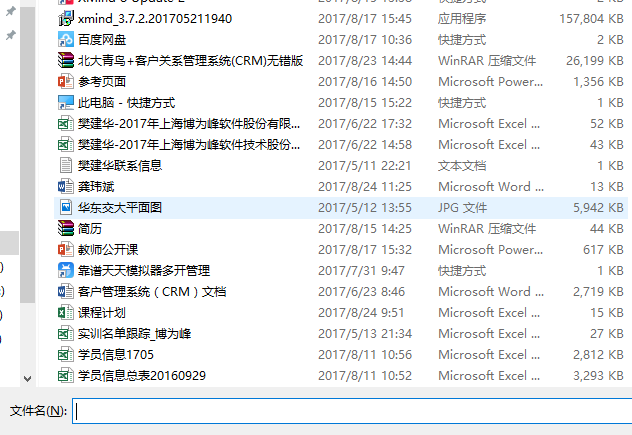 xmind_3.7.2.201705211940 2017/8/17 15:45 应用程序 157,804 KB
百度网盘 2017/8/17 10:36 快捷方式 2 KB
北大青鸟+客户关系管理系统(CRM)无错版 2017/8/23 14:44 WinRAR 压缩文件 26,199 KB
参考页面 2017/8/16 14:50 Microsoft Power... 1,356 KB
此电脑 - 快捷方式 2017/8/15 15:22 快捷方式 1 KB
樊建华-2017年上海博为峰软件股份有限... 2017/6/22 17:32 Microsoft Excel ... 52 KB
樊建华-2017年上海博为峰软件技术股份... 2017/6/22 14:58 Microsoft Excel ... 43 KB
樊建华联系信息 2017/5/11 22:21 文本文档 1 KB
龚玮斌 2017/8/24 11:25 Microsoft Word ... 13 KB
华东交大平面图 2017/5/12 13:55 JPG 文件 5,942 KB
简历 2017/8/15 14:25 WinRAR 压缩文件 44 KB
教师公开课 2017/8/17 15:32 Microsoft Power... 617 KB
靠谱天天模拟器多开管理 2017/7/31 9:47 快捷方式 1 KB
客户管理系统（CRM）文档 2017/6/23 8:46 Microsoft Word ... 2,719 KB
课程计划 2017/8/24 9:51 Microsoft Excel ... 15 KB
实训名单跟踪_博为峰 2017/5/13 21:34 Microsoft Excel ... 27 KB
学员信息1705 2017/8/11 10:56 Microsoft Excel ... 2,812 KB
学员信息总表20160929 2017/8/11 10:52 Microsoft Excel ... 3,293 KB
文件名(N):